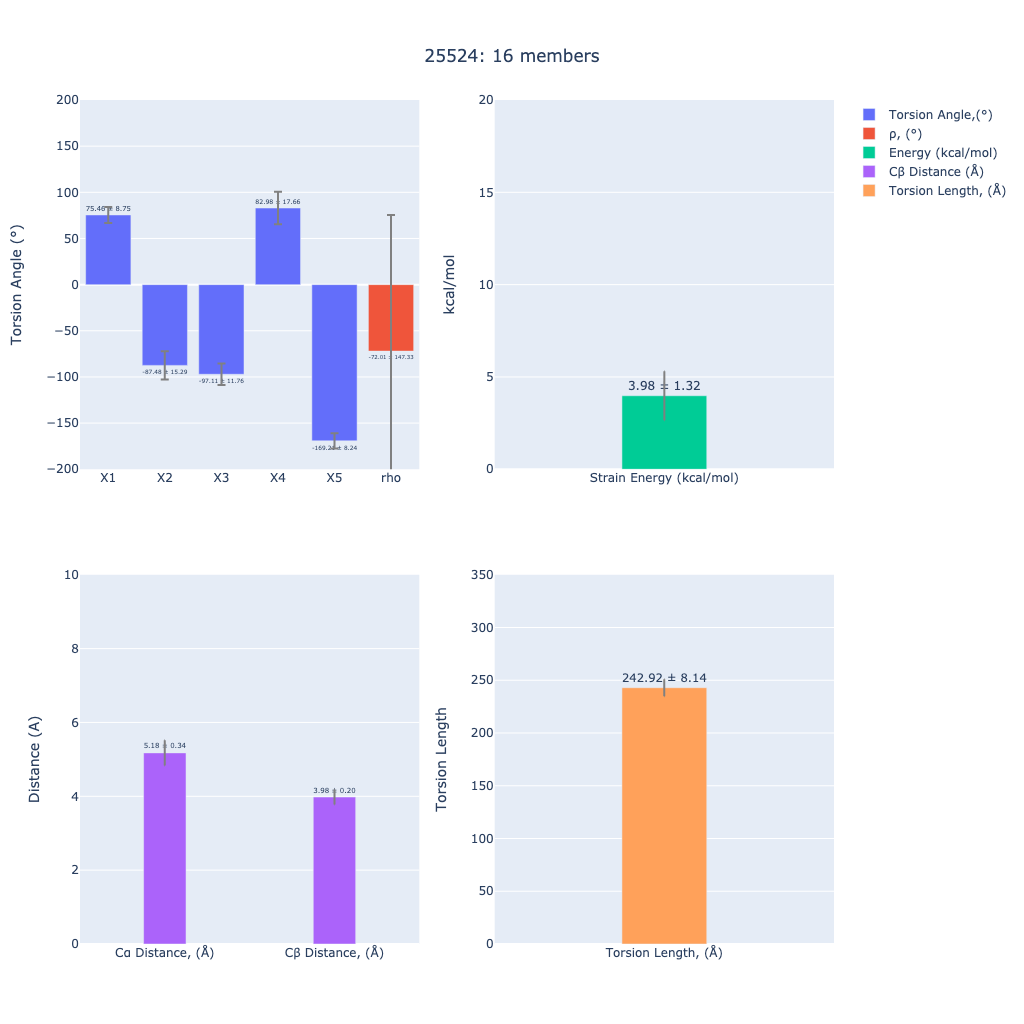 25524: 16 members
Torsion Angle (°)
200
150
100
50
0
−50
−100
−150
−200
75.46 ± 8.75
-87.48 ± 15.29
-97.11 ± 11.76
82.98 ± 17.66
± 8.24
-72.01 ± 147.33
X1 X2 X3 X4 X5 rho
kcal/mol
20
15
10
5
0
3.98 ± 1.32
Strain Energy (kcal/mol)
Torsion Angle,(°)
ρ, (°)
Energy (kcal/mol)
Cβ Distance (Å)
Torsion Length, (Å)
Distance (A)
10
8
6
4
2
0
5.18 ± 0.34
3.98 ± 0.20
Cα Distance, (Å) Cβ Distance, (Å)
Torsion Length
350
300
250
200
150
100
50
0
242.92 ± 8.14
Torsion Length, (Å)